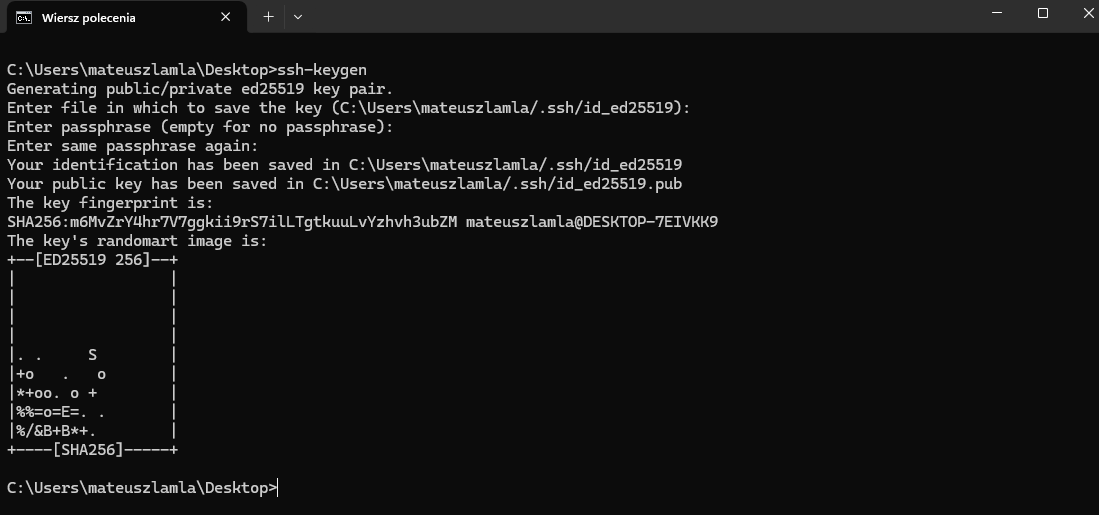 Wiersz polecenia
C:\Users\mateuszlamla\Desktop>ssh-keygen
Generating public/private ed25519 key pair.
Enter file in which to save the key (C:\Users\mateuszlamla/.ssh/id_ed25519):
Enter passphrase (empty for no passphrase):
Enter same passphrase again:
Your identification has been saved in C:\Users\mateuszlamla/.ssh/id_ed25519
Your public key has been saved in C:\Users\mateuszlamla/.ssh/id_ed25519.pub
The key fingerprint is:
SHA256:m6MvZrY4hr7V7ggkii9rS7ilLTgtkuuLvYzhvh3ubZM mateuszlamla@DESKTOP-7EIVKK9
The key's randomart image is:
+--[ED25519 256]--+
|                 |
|                 |
|                 |
|                 |
|. .     S        |
|+o   .   o       |
|*+oo. o +        |
|%%=o=E=. .       |
|%/&B+B*+.        |
+----[SHA256]-----+
C:\Users\mateuszlamla\Desktop>